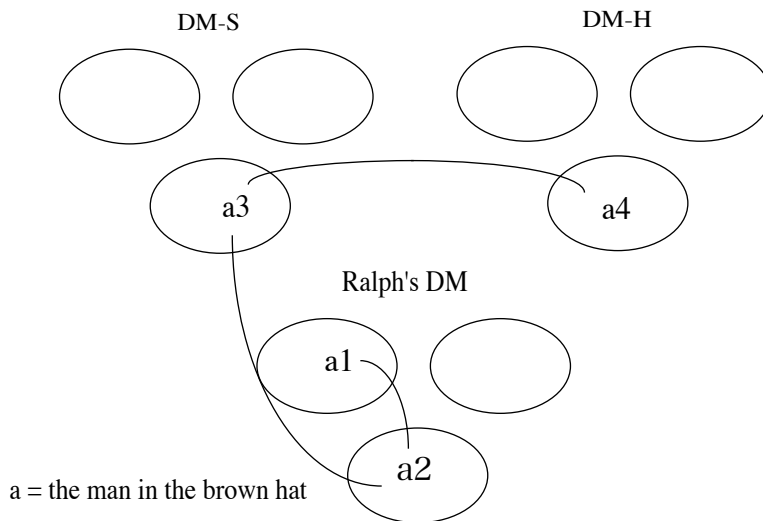 DM-S
DM-H
a3
a4
Ralph's DM
a1
a2
a = the man in the brown hat